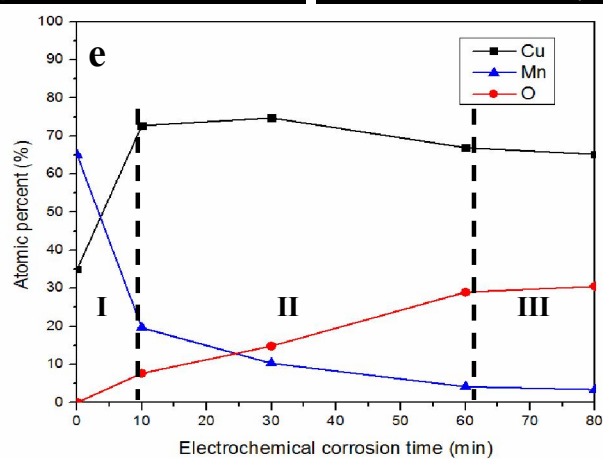 100
90
80
70
60
50
40
30
20
10
0
Atomic percent (%)
e
Cu
Mn
O
I
II
III
0 10 20 30 40 50 60 70 80
Electrochemical corrosion time (min)